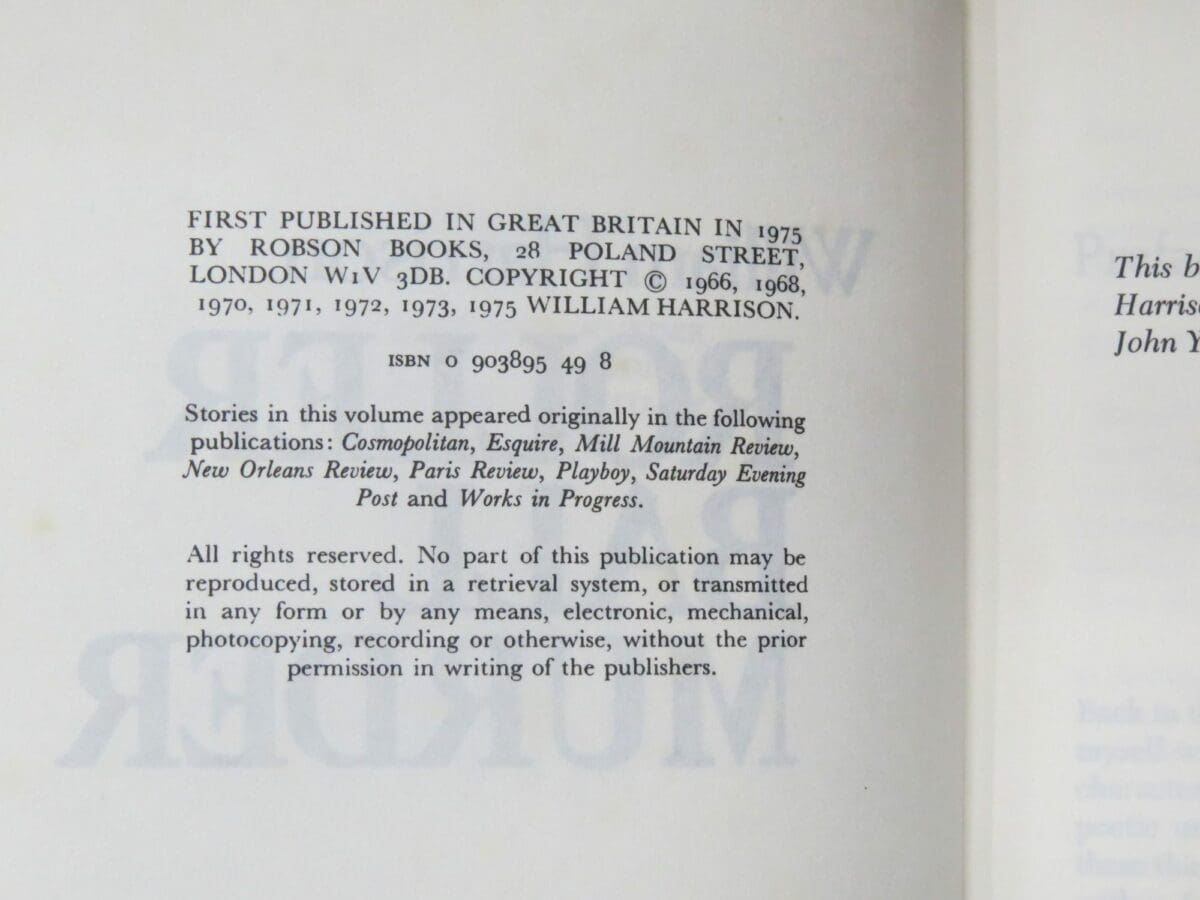 FIRST PUBLISHED IN GREAT BRITAIN IN 1975
BY ROBSON BOOKS, 28 POLAND STREET,
LONDON W1V 3DB. COPYRIGHT © 1966, 1968,
1970, 1971, 1972, 1973, 1975 WILLIAM HARRISON.
ISBN 0 903895 49 8
Stories in this volume appeared originally in the following
publications: Cosmopolitan, Esquire, Mill Mountain Review,
New Orleans Review, Paris Review, Playboy, Saturday Evening
Post and Works in Progress.
All rights reserved. No part of this publication may be
reproduced, stored in a retrieval system, or transmitted
in any form or by any means, electronic, mechanical,
photocopying, recording or otherwise, without the prior
permission in writing of the publishers.
ROLLER
BALL
MURDER
This b
Harris
John Y